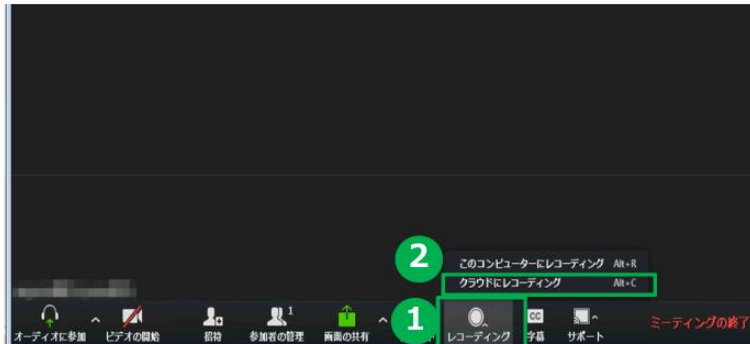 2
このコンピューターにレコーディング Alt+R
クラウドにレコーディング Alt+C
1
1
CC
オーディオに参加 ビデオの開始 招待 参加者の管理 画面の共有 レコーディング 字幕 サポート ミーティングの終了